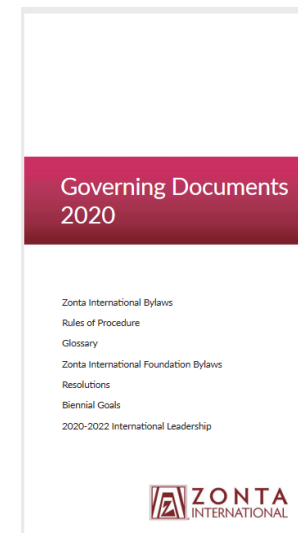 Governing Documents
2020
Zonta International Bylaws
Rules of Procedure
Glossary
Zonta International Foundation Bylaws
Resolutions
Biennial Goals
2020-2022 International Leadership
ZONTA
INTERNATIONAL